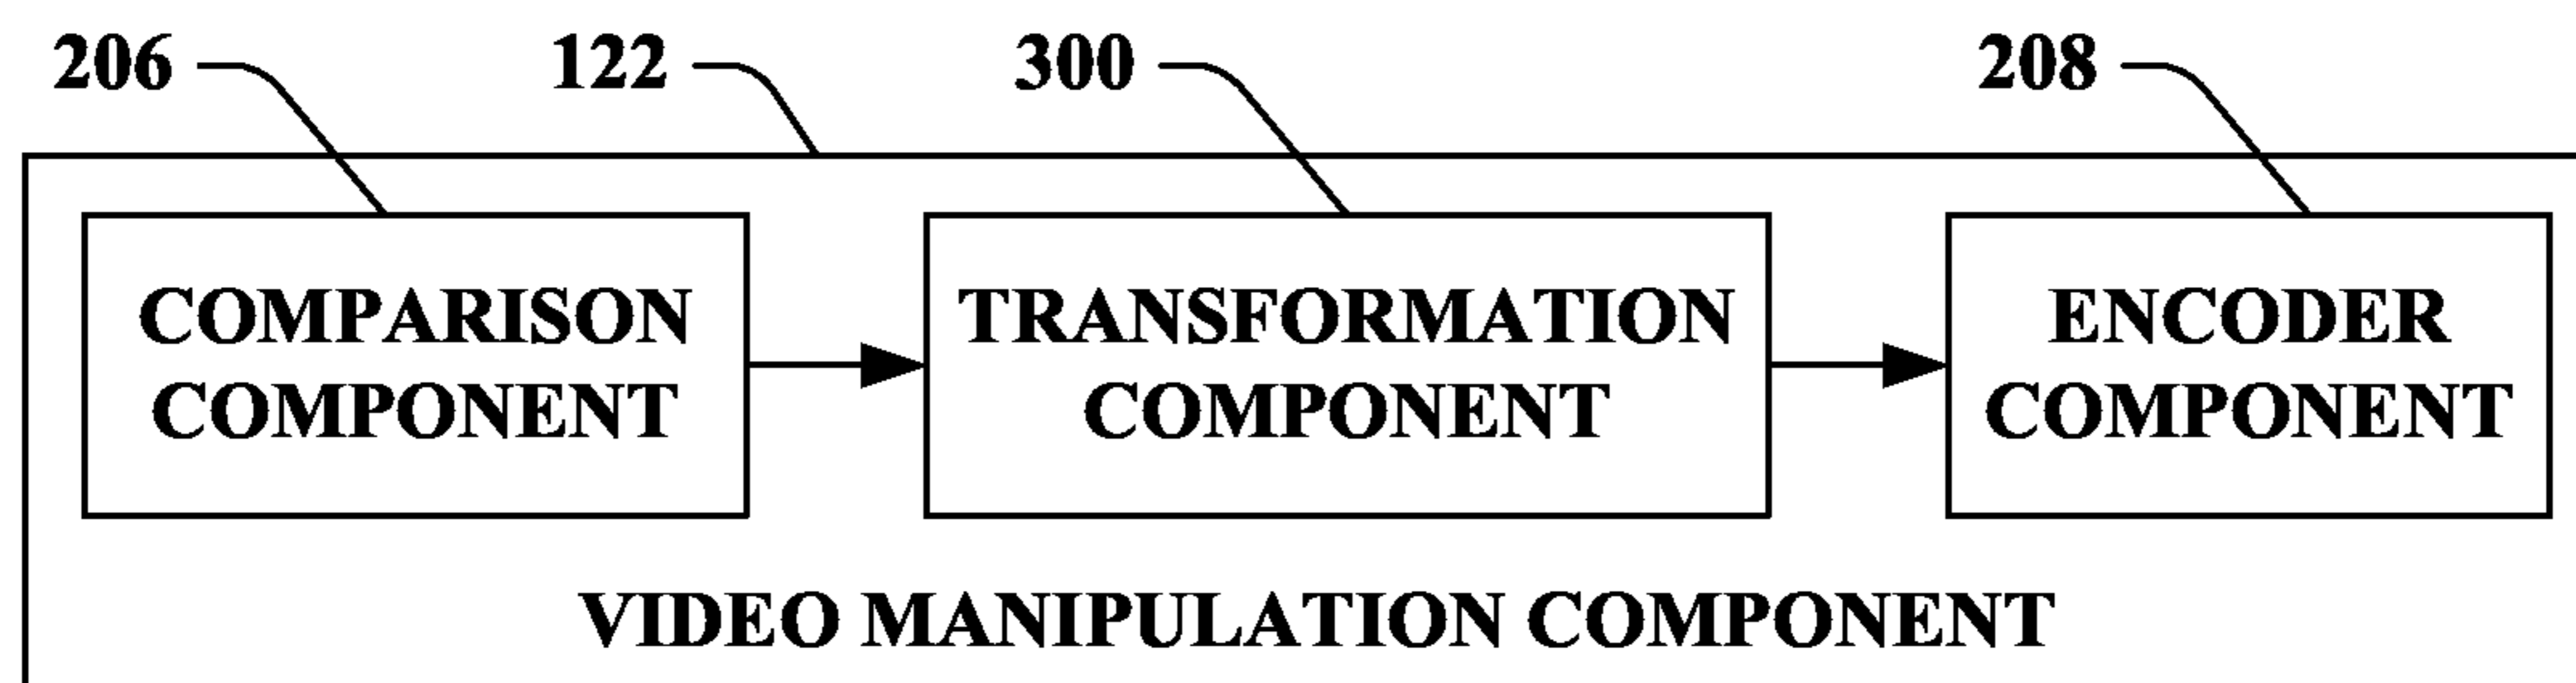 206 122 300 208
COMPARISON COMPONENT
TRANSFORMATION COMPONENT
ENCODER COMPONENT
VIDEO MANIPULATION COMPONENT